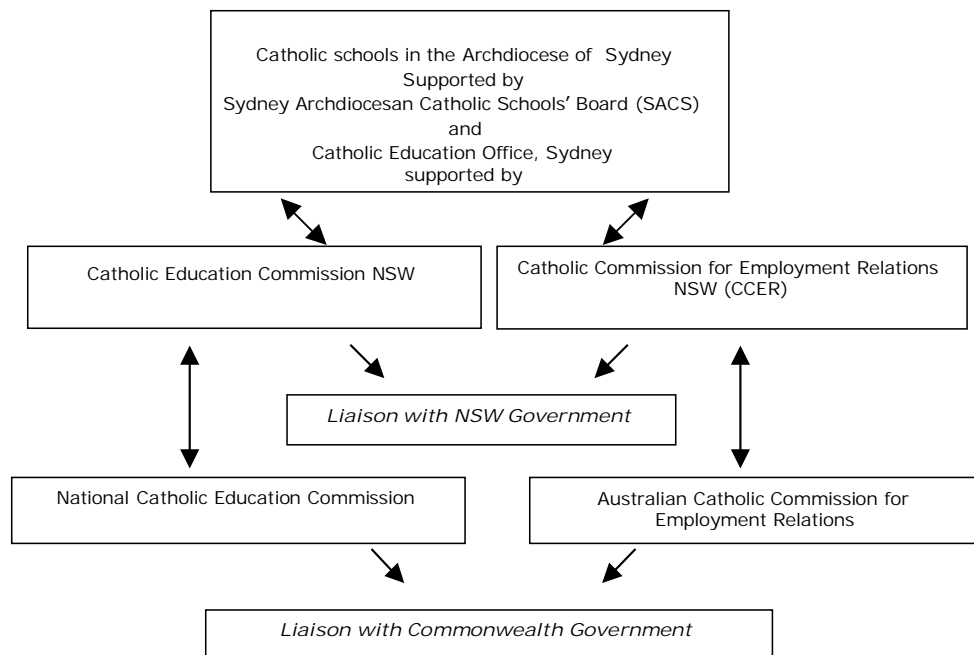 Catholic schools in the Archdiocese of Sydney
Supported by
Sydney Archdiocesan Catholic Schools’ Board (SACS)
and
Catholic Education Office, Sydney
supported by
Catholic Education Commission NSW
Catholic Commission for Employment Relations
NSW (CCER)
Liaison with NSW Government
National Catholic Education Commission
Australian Catholic Commission for
Employment Relations
Liaison with Commonwealth Government